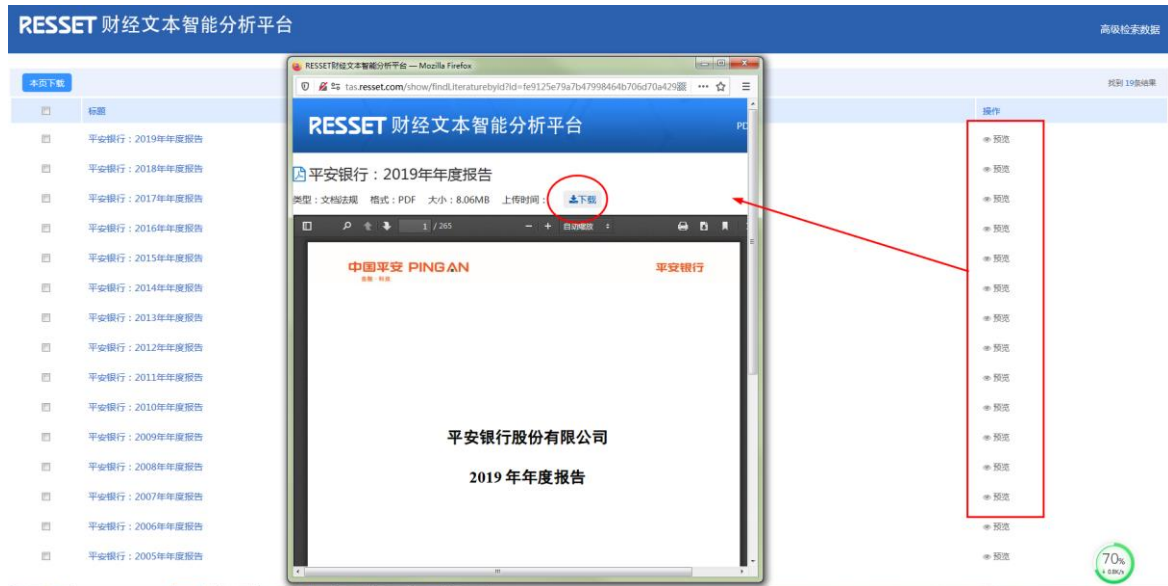 RESSET 财经文本智能分析平台
高级检索数据
本页下载
找到 19条结果
标题
操作
平安银行：2019年年度报告
预览
平安银行：2018年年度报告
预览
平安银行：2017年年度报告
预览
平安银行：2016年年度报告
预览
平安银行：2015年年度报告
预览
平安银行：2014年年度报告
预览
平安银行：2013年年度报告
预览
平安银行：2012年年度报告
预览
平安银行：2011年年度报告
预览
平安银行：2010年年度报告
预览
平安银行：2009年年度报告
预览
平安银行：2008年年度报告
预览
平安银行：2007年年度报告
预览
平安银行：2006年年度报告
预览
平安银行：2005年年度报告
预览
RESSET财经文本智能分析平台 — Mozilla Firefox
RESSET 财经文本智能分析平台
平安银行：2019年年度报告
类型：文档法规 格式：PDF 大小：8.06MB 上传时间： 下载
1 / 265
自动缩放
中国平安 PING AN
金融·科技
平安银行
平安银行股份有限公司
2019 年年度报告
70%